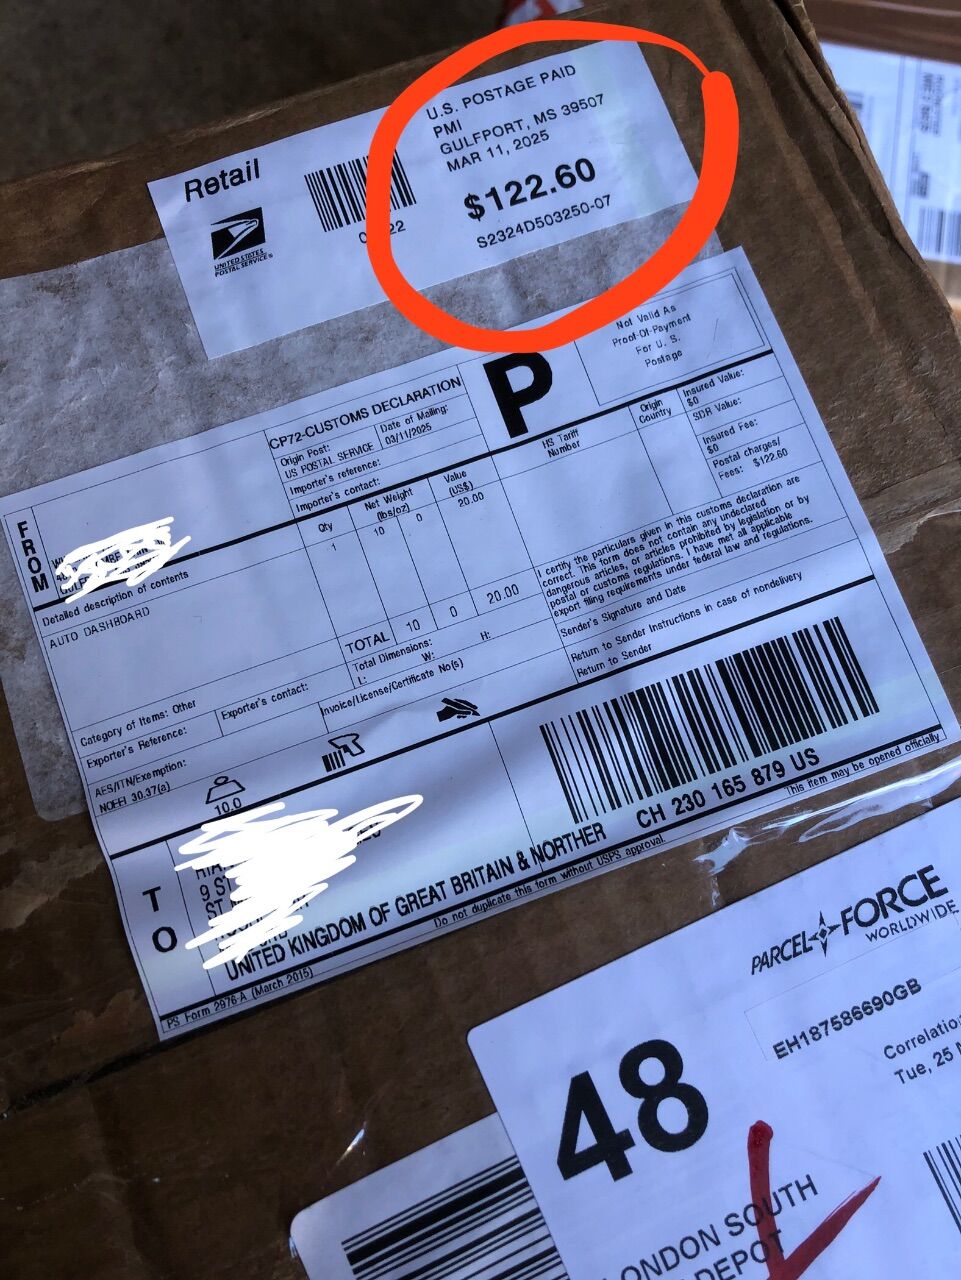 Retail
UNITED STATES
POSTAL SERVICE®
U.S. POSTAGE PAID
PMI
GULFPORT, MS 39507
MAR 11, 2025
$122.60
S2324D503250-07
CP72-CUSTOMS DECLARATION
Origin Post:
US POSTAL SERVICE
Date of Mailing:
03/11/2025
Importer's reference:
Importer's contact:
P
Not Valid As
Proof-Of-Payment
For U. S.
Postage
FROM
Detailed description of contents
Qty
Net Weight
(lbs/oz)
Value
(US$)
HS Tariff
Number
Origin
Country
Insured Value:
$0
SDR Value:
Insured Fee:
$0
Postal charges/
Fees: $122.60
AUTO DASHBOARD
1
10 0
20.00
TOTAL 10 0 20.00
Total Dimensions:
L: W: H:
I certify the particulars given in this customs declaration are
correct. This form does not contain any undeclared
dangerous articles, or articles prohibited by legislation or by
postal or customs regulations. I have met all applicable
export filing requirements under federal law and regulations.
Sender's Signature and Date
Category of Items: Other
Exporter's Reference:
Exporter's contact:
Invoice/License/Certificate No(s)
Return to Sender Instructions in case of nondelivery
Return to Sender
AES/ITN/Exemption:
NOEEI 30.37(a)
10.0
TO
9 ST
UNITED KINGDOM OF GREAT BRITAIN & NORTHER
CH 230 165 879 US
This item may be opened officially
PS Form 2976-A (March 2015)
Do not duplicate this form without USPS approval.
PARCEL FORCE
WORLDWIDE
EH187586690GB
48
Tue, 25
SOUTH
DEPOT